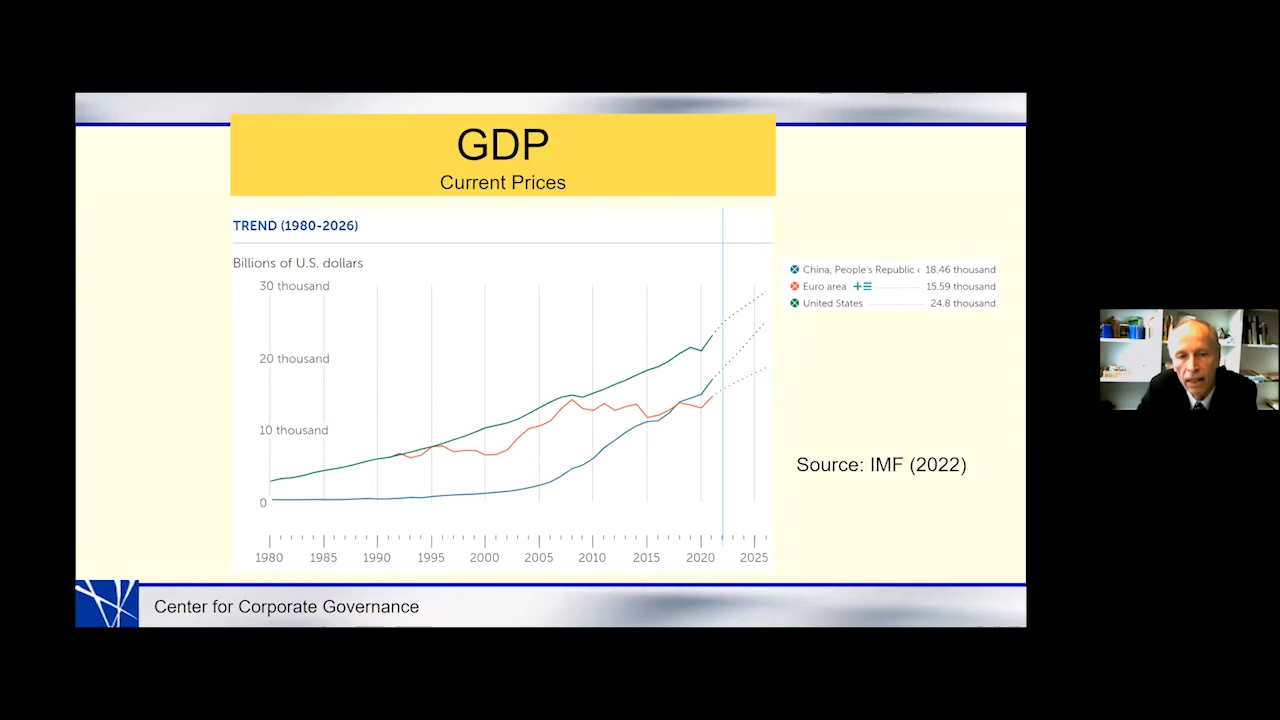 GDP
Current Prices
TREND (1980-2026)
Billions of U.S. dollars
30 thousand
20 thousand
10 thousand
0
1980 1985 1990 1995 2000 2005 2010 2015 2020 2025
China, People's Republic 18.46 thousand
Euro area 15.59 thousand
United States 24.8 thousand
Source: IMF (2022)
Center for Corporate Governance